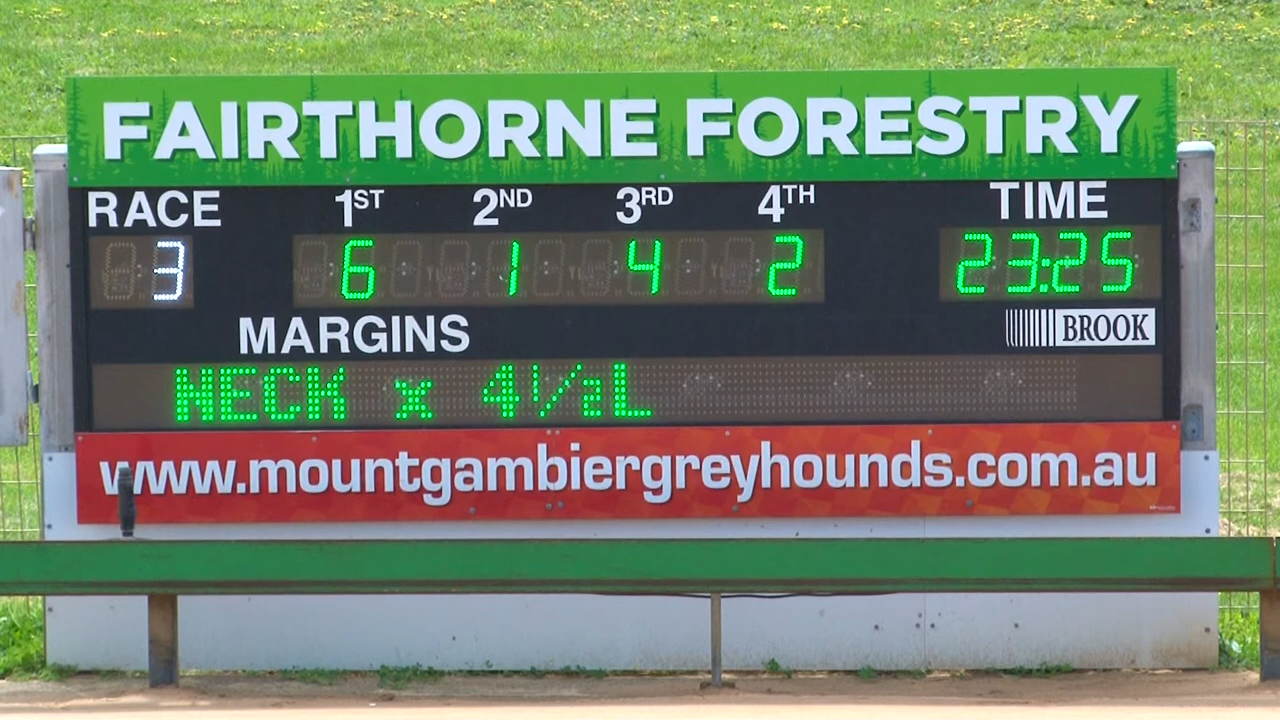 FAIRTHORNE FORESTRY
RACE 1ST 2ND 3RD 4TH TIME
3 6 1 4 2 23:25
MARGINS BROOK
NECK x 4½L
www.mountgambiergreyhounds.com.au